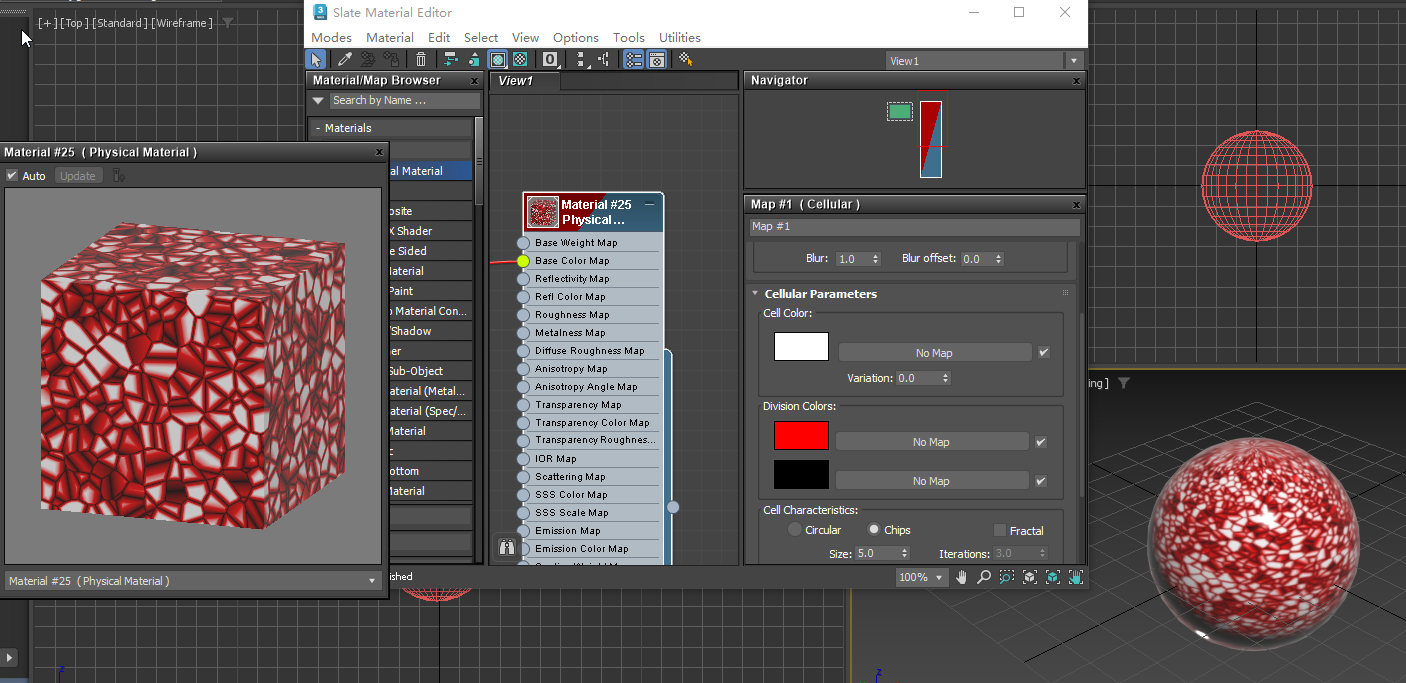 [+] [Top ] [Standard ] [Wireframe ]
3
Slate Material Editor
Modes Material Edit Select View Options Tools Utilities
View1
Material/Map Browser x
View1
Navigator x
Search by Name ...
- Materials
Material #25 ( Physical Material ) x
Auto Update
al Material
osite
X Shader
e Sided
Material
Paint
o Material Con...
/Shadow
er
Sub-Object
aterial (Metal...
aterial (Spec/...
Material
t
ottom
Material
ished
Material #25 ( Physical Material )
Material #25
Physical...
Base Weight Map
Base Color Map
Reflectivity Map
Refl Color Map
Roughness Map
Metalness Map
Diffuse Roughness Map
Anisotropy Map
Anisotropy Angle Map
Transparency Map
Transparency Color Map
Transparency Roughnes...
IOR Map
Scattering Map
SSS Color Map
SSS Scale Map
Emission Map
Emission Color Map
Map #1 ( Cellular ) x
Map #1
Blur: 1.0 Blur offset: 0.0
Cellular Parameters
Cell Color:
No Map
Variation: 0.0
Division Colors:
No Map
No Map
Cell Characteristics:
Circular Chips Fractal
Size: 5.0 Iterations: 3.0
100%
ing ]
z
z